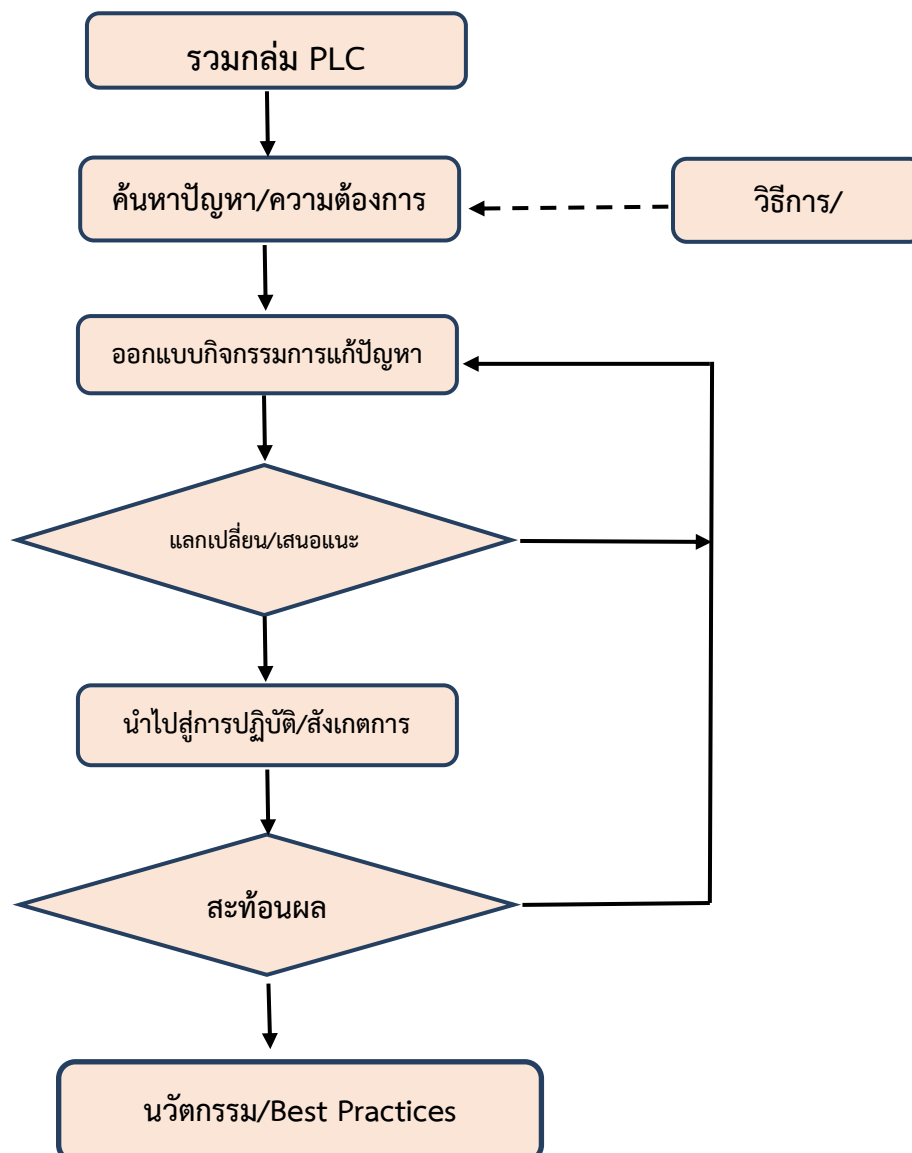 รวมกล่ม PLC
ค้นหาปัญหา/ความต้องการ
วิธีการ/
ออกแบบกิจกรรมการแก้ปัญหา
แลกเปลี่ยน/เสนอแนะ
นำไปสู่การปฏิบัติ/สังเกตการ
สะท้อนผล
นวัตกรรม/Best Practices